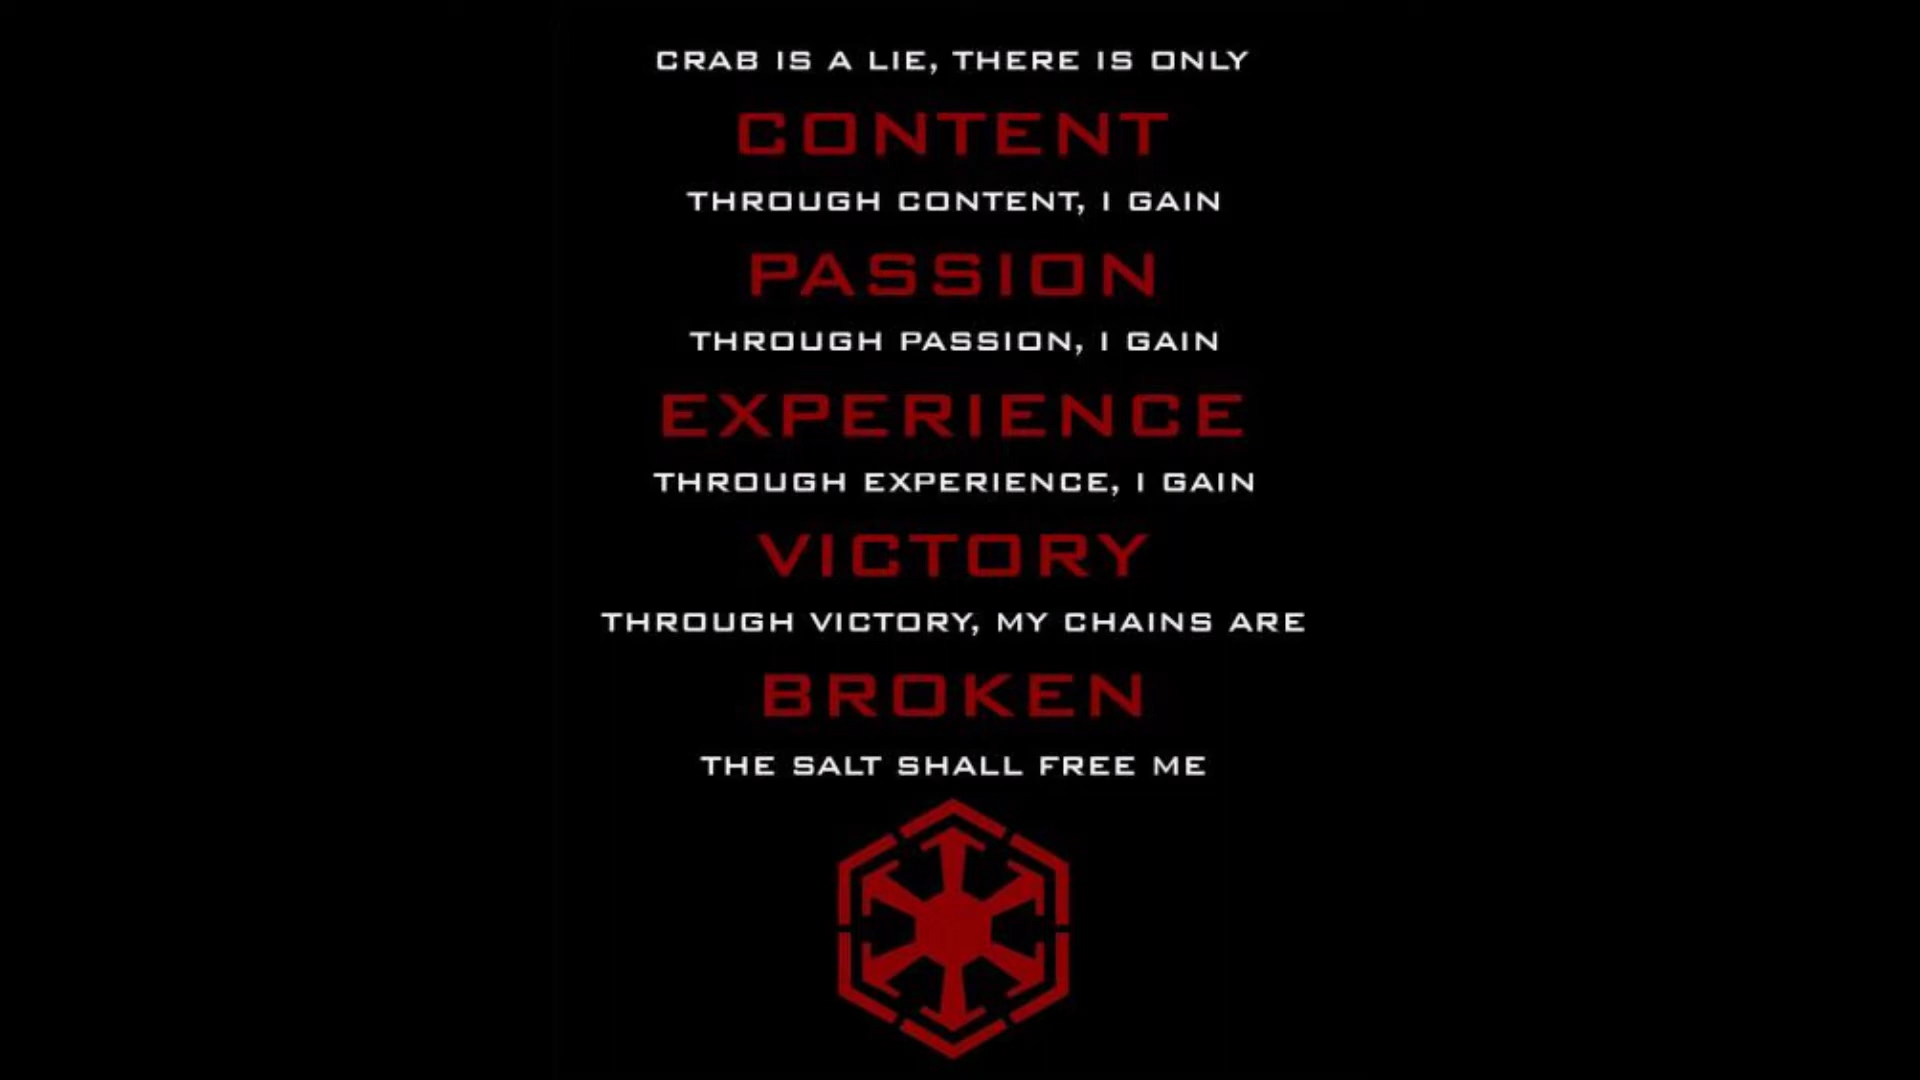 CRAB IS A LIE, THERE IS ONLY
CONTENT
THROUGH CONTENT, I GAIN
PASSION
THROUGH PASSION, I GAIN
EXPERIENCE
THROUGH EXPERIENCE, I GAIN
VICTORY
THROUGH VICTORY, MY CHAINS ARE
BROKEN
THE SALT SHALL FREE ME